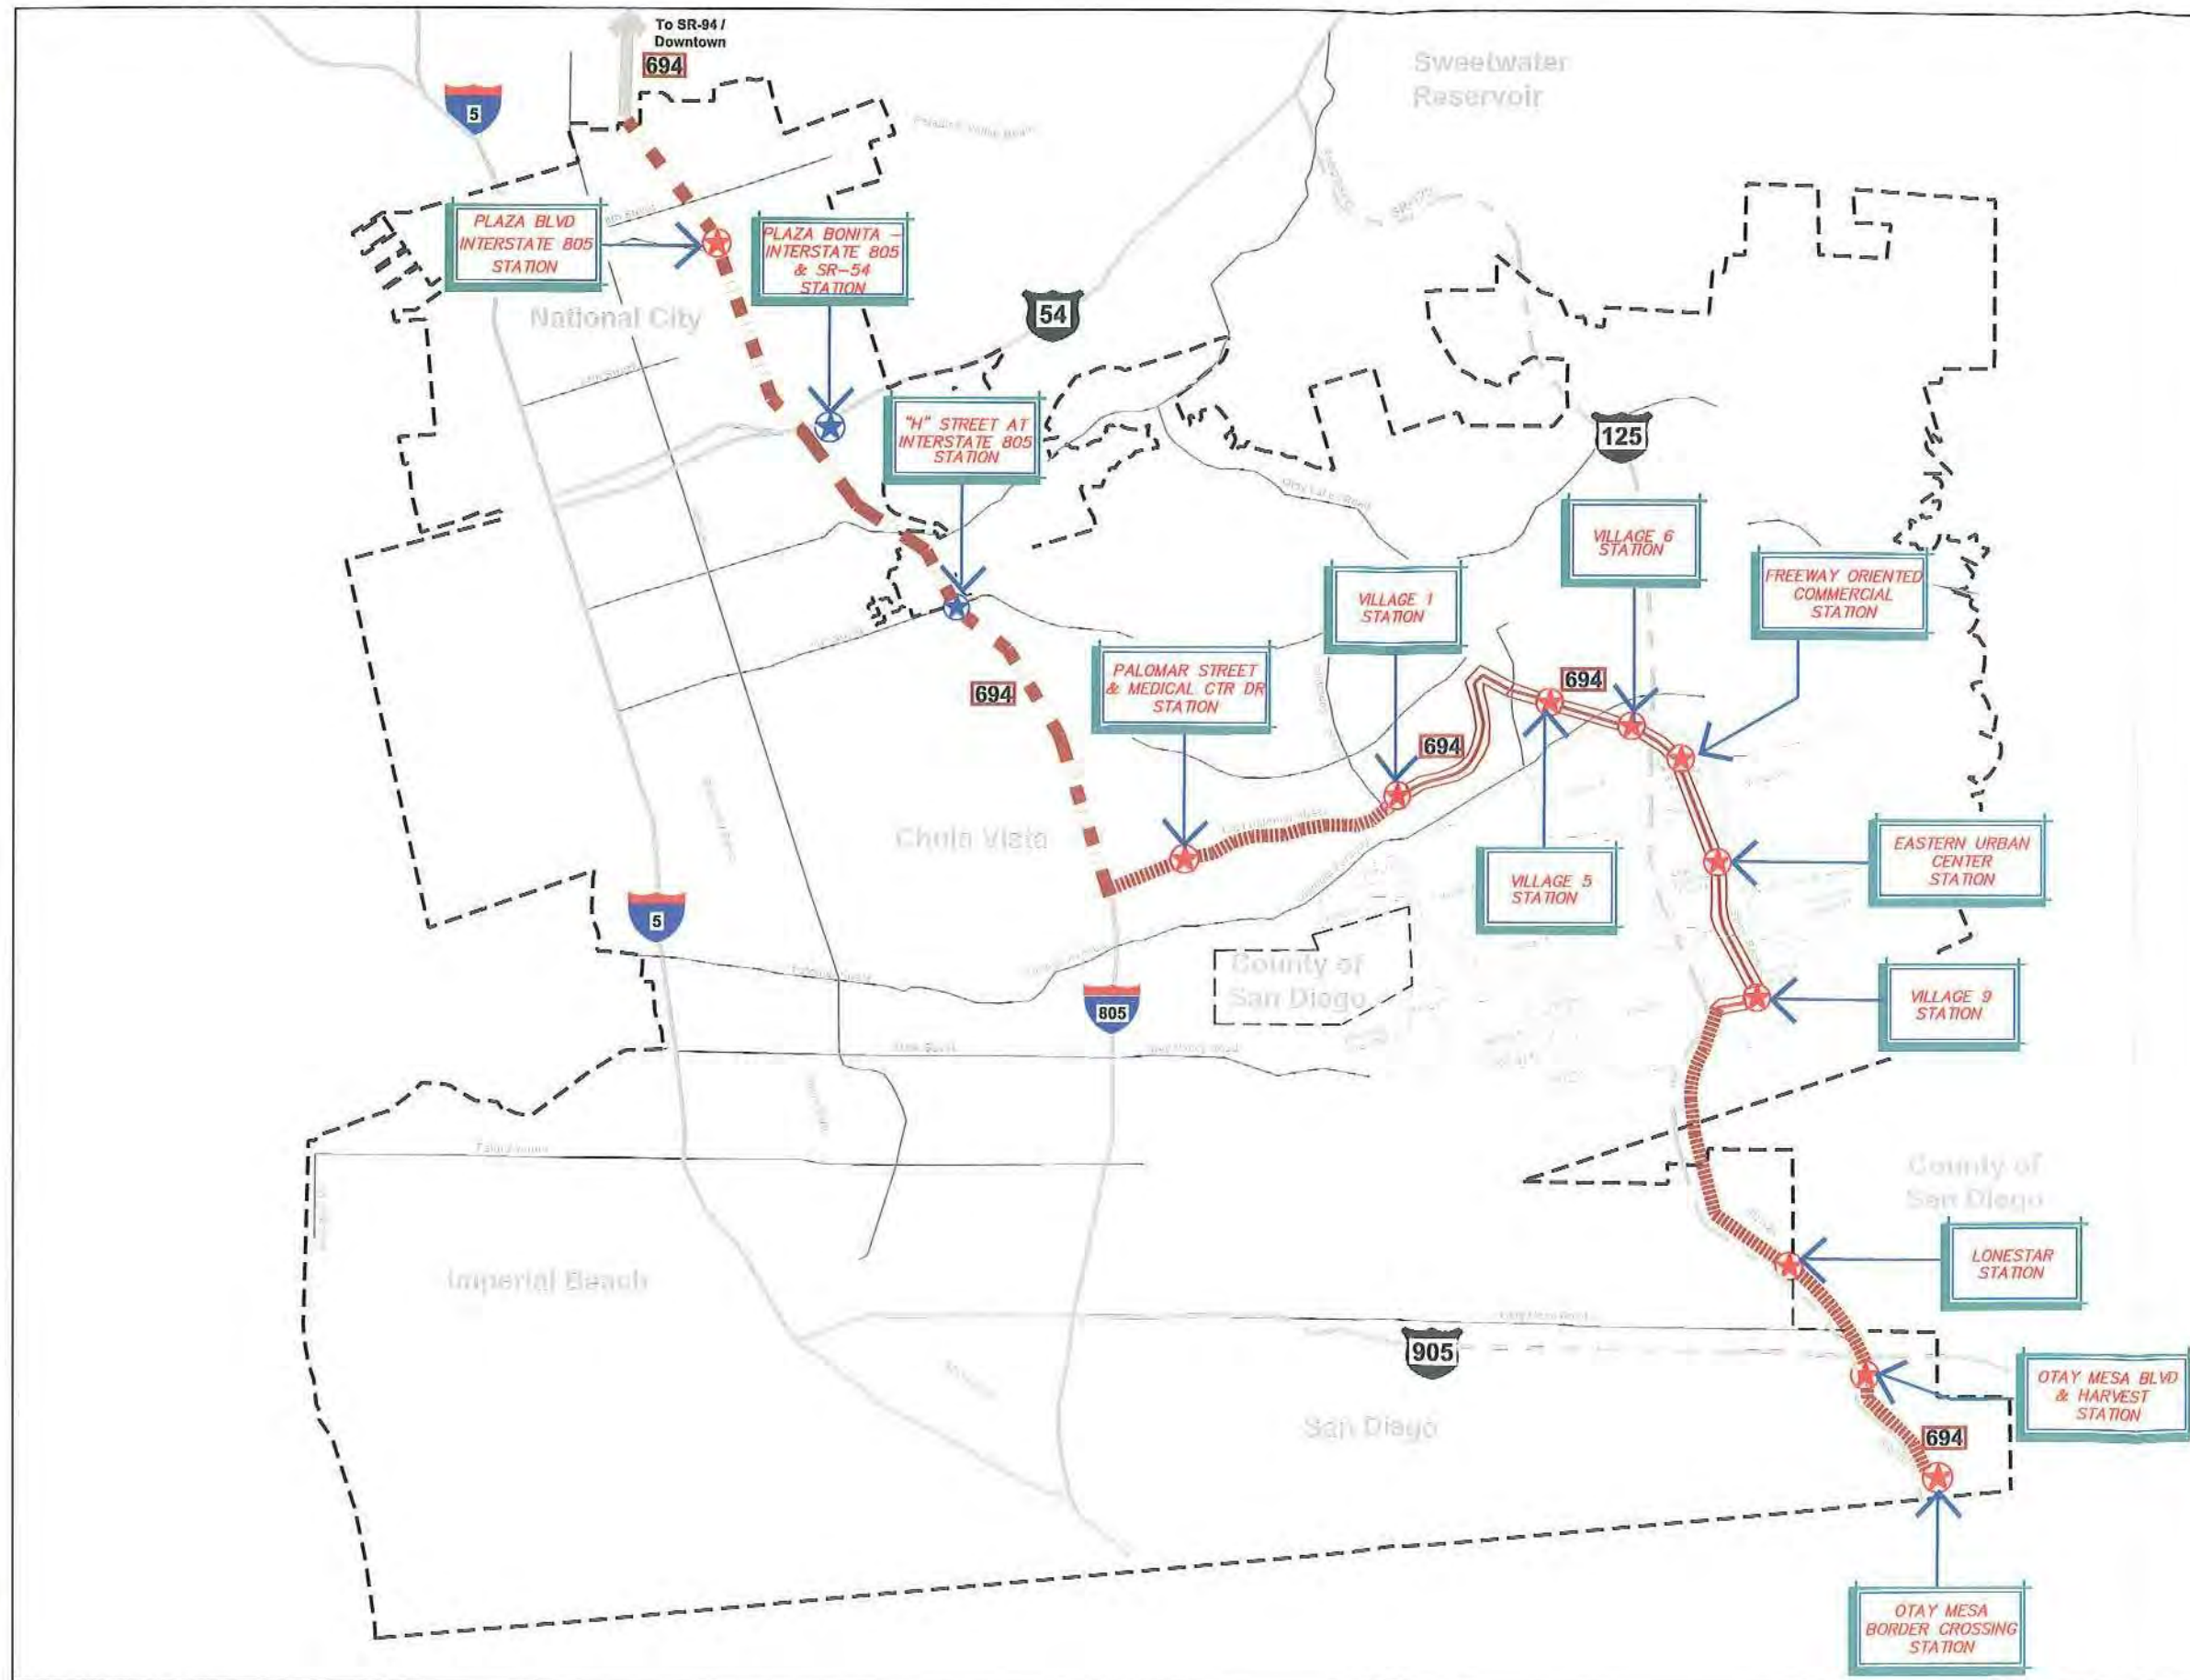 To SR-94 /
Downtown
694
Sweetwater
Reservoir
5
PLAZA BLVD
INTERSTATE 805
STATION
PLAZA BONITA –
INTERSTATE 805
& SR-54
STATION
SR-125
National City
54
"H" STREET AT
INTERSTATE 805
STATION
125
VILLAGE 6
STATION
FREEWAY ORIENTED
COMMERCIAL
STATION
VILLAGE 1
STATION
PALOMAR STREET
& MEDICAL CTR DR
STATION
694
694
694
Chula Vista
VILLAGE 5
STATION
EASTERN URBAN
CENTER
STATION
5
County of
San Diego
805
VILLAGE 9
STATION
County of
San Diego
LONESTAR
STATION
Imperial Beach
905
OTAY MESA BLVD
& HARVEST
STATION
San Diego
694
OTAY MESA
BORDER CROSSING
STATION